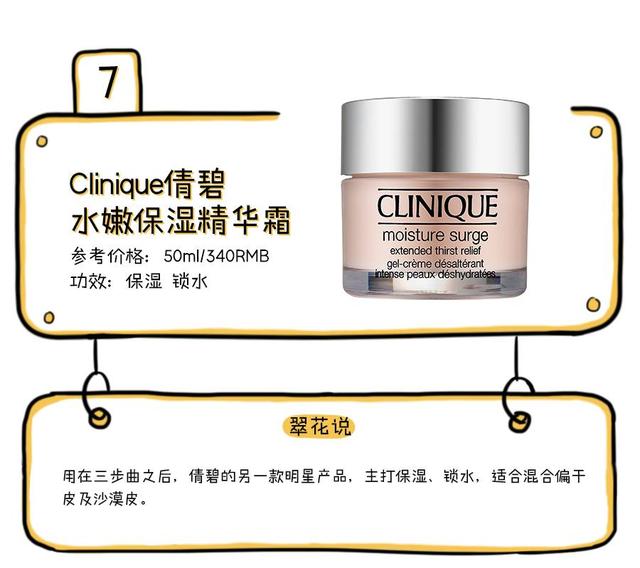 7
Clinique倩碧
水嫩保湿精华霜
参考价格：50ml/340RMB
功效：保湿 锁水
CLINIQUE
moisture surge
extended thirst relief
gel-crème désaltérant
intense peaux déshydratées
翠花说
用在三步曲之后，倩碧的另一款明星产品，主打保湿、锁水，适合混合偏干
皮及沙漠皮。